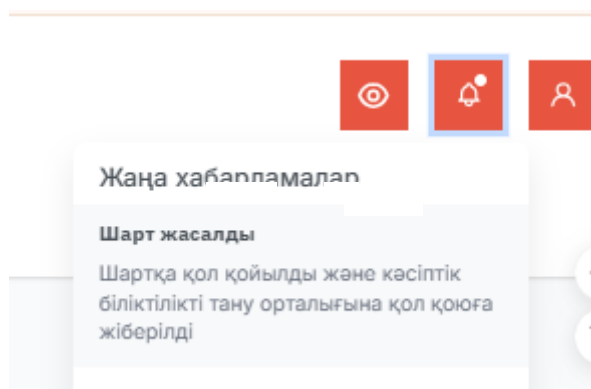 Жаңа хабарламалар
Шарт жасалды
Шартқа қол қойылды және кәсіптік
біліктілікті тану орталығына қол қоюға
жіберілді